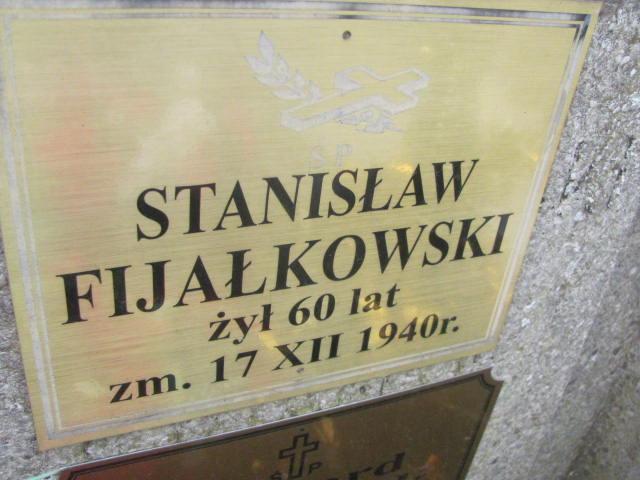 Ś P
STANISŁAW
FIJAŁKOWSKI
żył 60 lat
zm. 17 XII 1940r.
Ś P